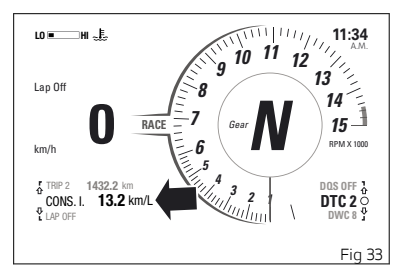 LO HI
11:34
A.M.
Lap Off
0
km/h
RACE
Gear
N
1
2
3
4
5
6
7
8
9
10
11
12
13
14
15
RPM X 1000
TRIP 2 1432.2 km
CONS. I. 13.2 km/L
LAP OFF
DQS OFF
DTC 2
DWC 8
Fig 33